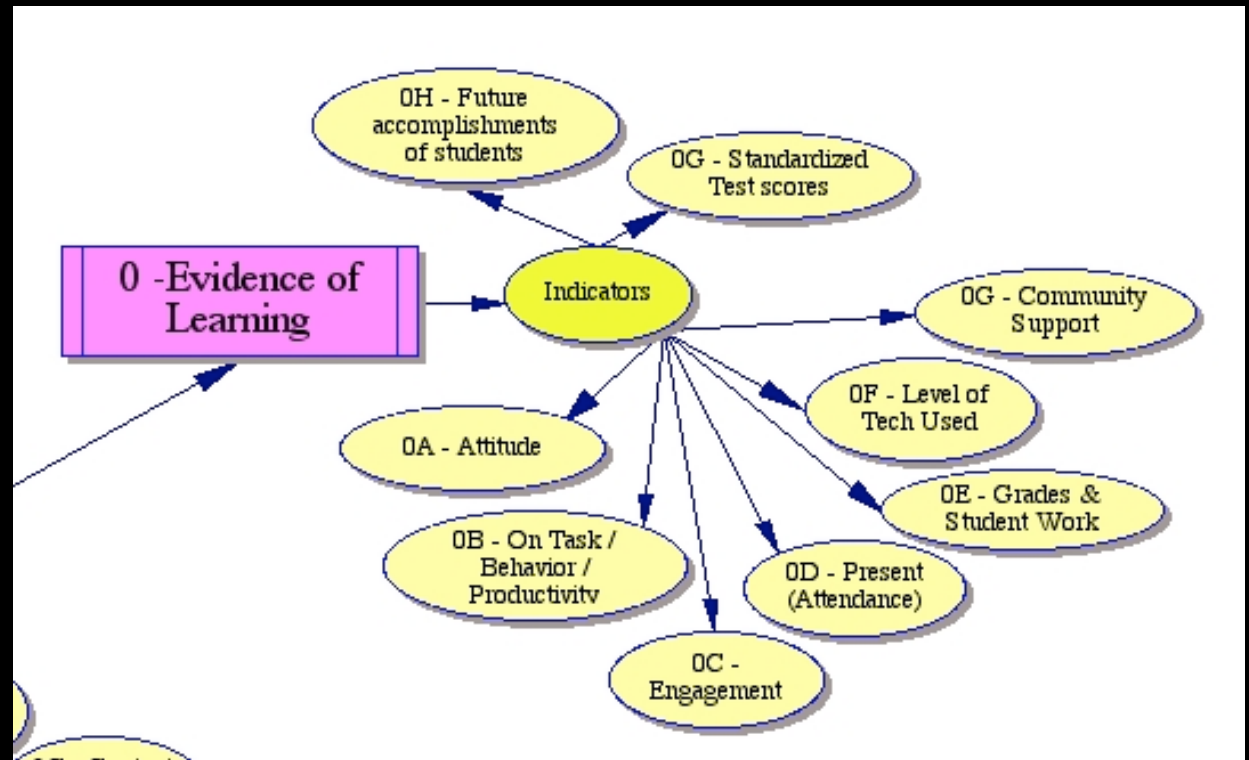 0H - Future
accomplishments
of students
0G - Standardized
Test scores
0 -Evidence of
Learning
Indicators
0G - Community
Support
0F - Level of
Tech Used
0A - Attitude
0E - Grades &
Student Work
0B - On Task /
Behavior /
Productivity
0D - Present
(Attendance)
0C -
Engagement